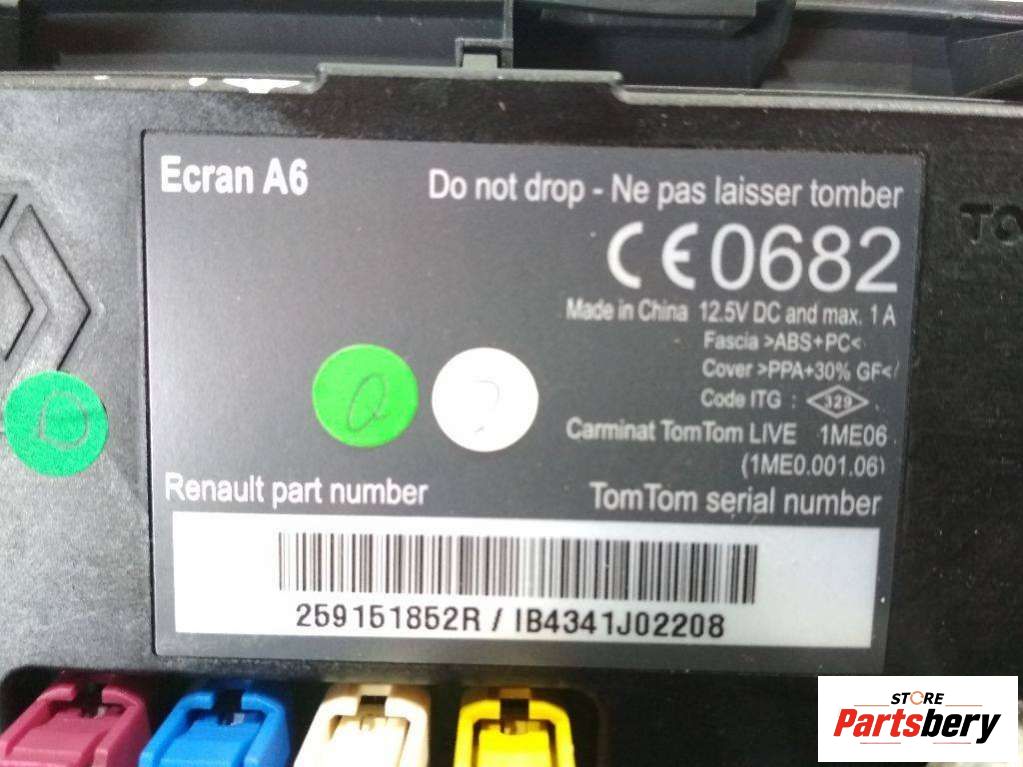 Ecran A6
Do not drop - Ne pas laisser tomber
CE0682
Made in China 12.5V DC and max. 1 A
Fascia >ABS+PC<
Cover >PPA+30% GF<
Code ITG : 329
Carminat TomTom LIVE 1ME06
(1ME0.001.06)
Renault part number
TomTom serial number
259151852R / IB4341J02208
STORE
Partsbery